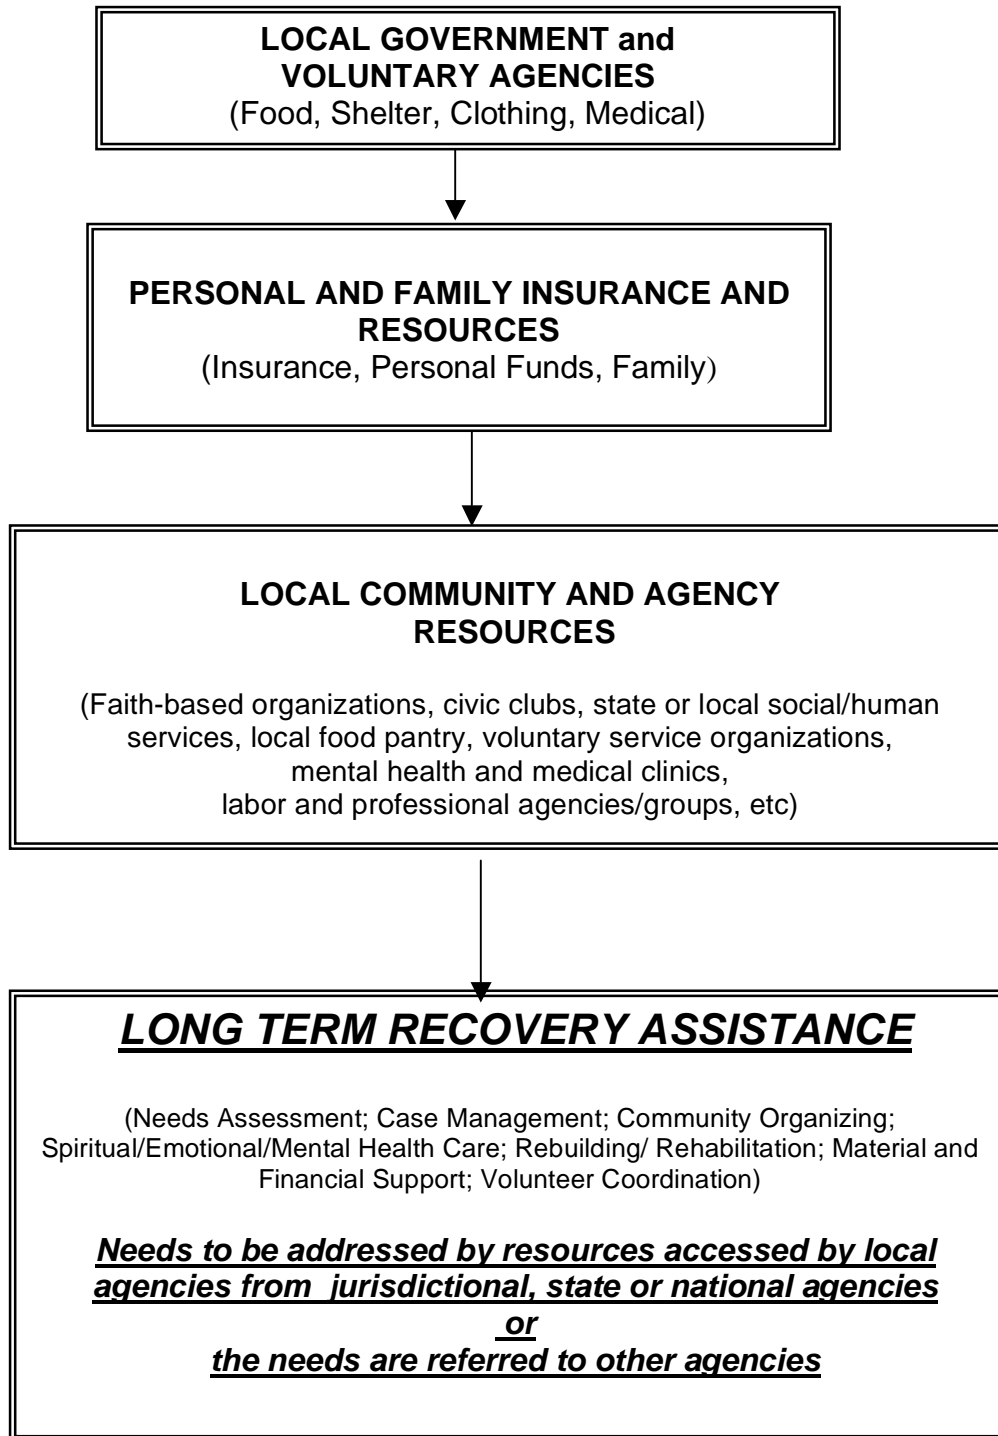 LOCAL GOVERNMENT and
VOLUNTARY AGENCIES
(Food, Shelter, Clothing, Medical)
PERSONAL AND FAMILY INSURANCE AND
RESOURCES
(Insurance, Personal Funds, Family)
LOCAL COMMUNITY AND AGENCY
RESOURCES
(Faith-based organizations, civic clubs, state or local social/human
services, local food pantry, voluntary service organizations,
mental health and medical clinics,
labor and professional agencies/groups, etc)
LONG TERM RECOVERY ASSISTANCE
(Needs Assessment; Case Management; Community Organizing;
Spiritual/Emotional/Mental Health Care; Rebuilding/ Rehabilitation; Material and
Financial Support; Volunteer Coordination)
Needs to be addressed by resources accessed by local
agencies from  jurisdictional, state or national agencies
or
the needs are referred to other agencies